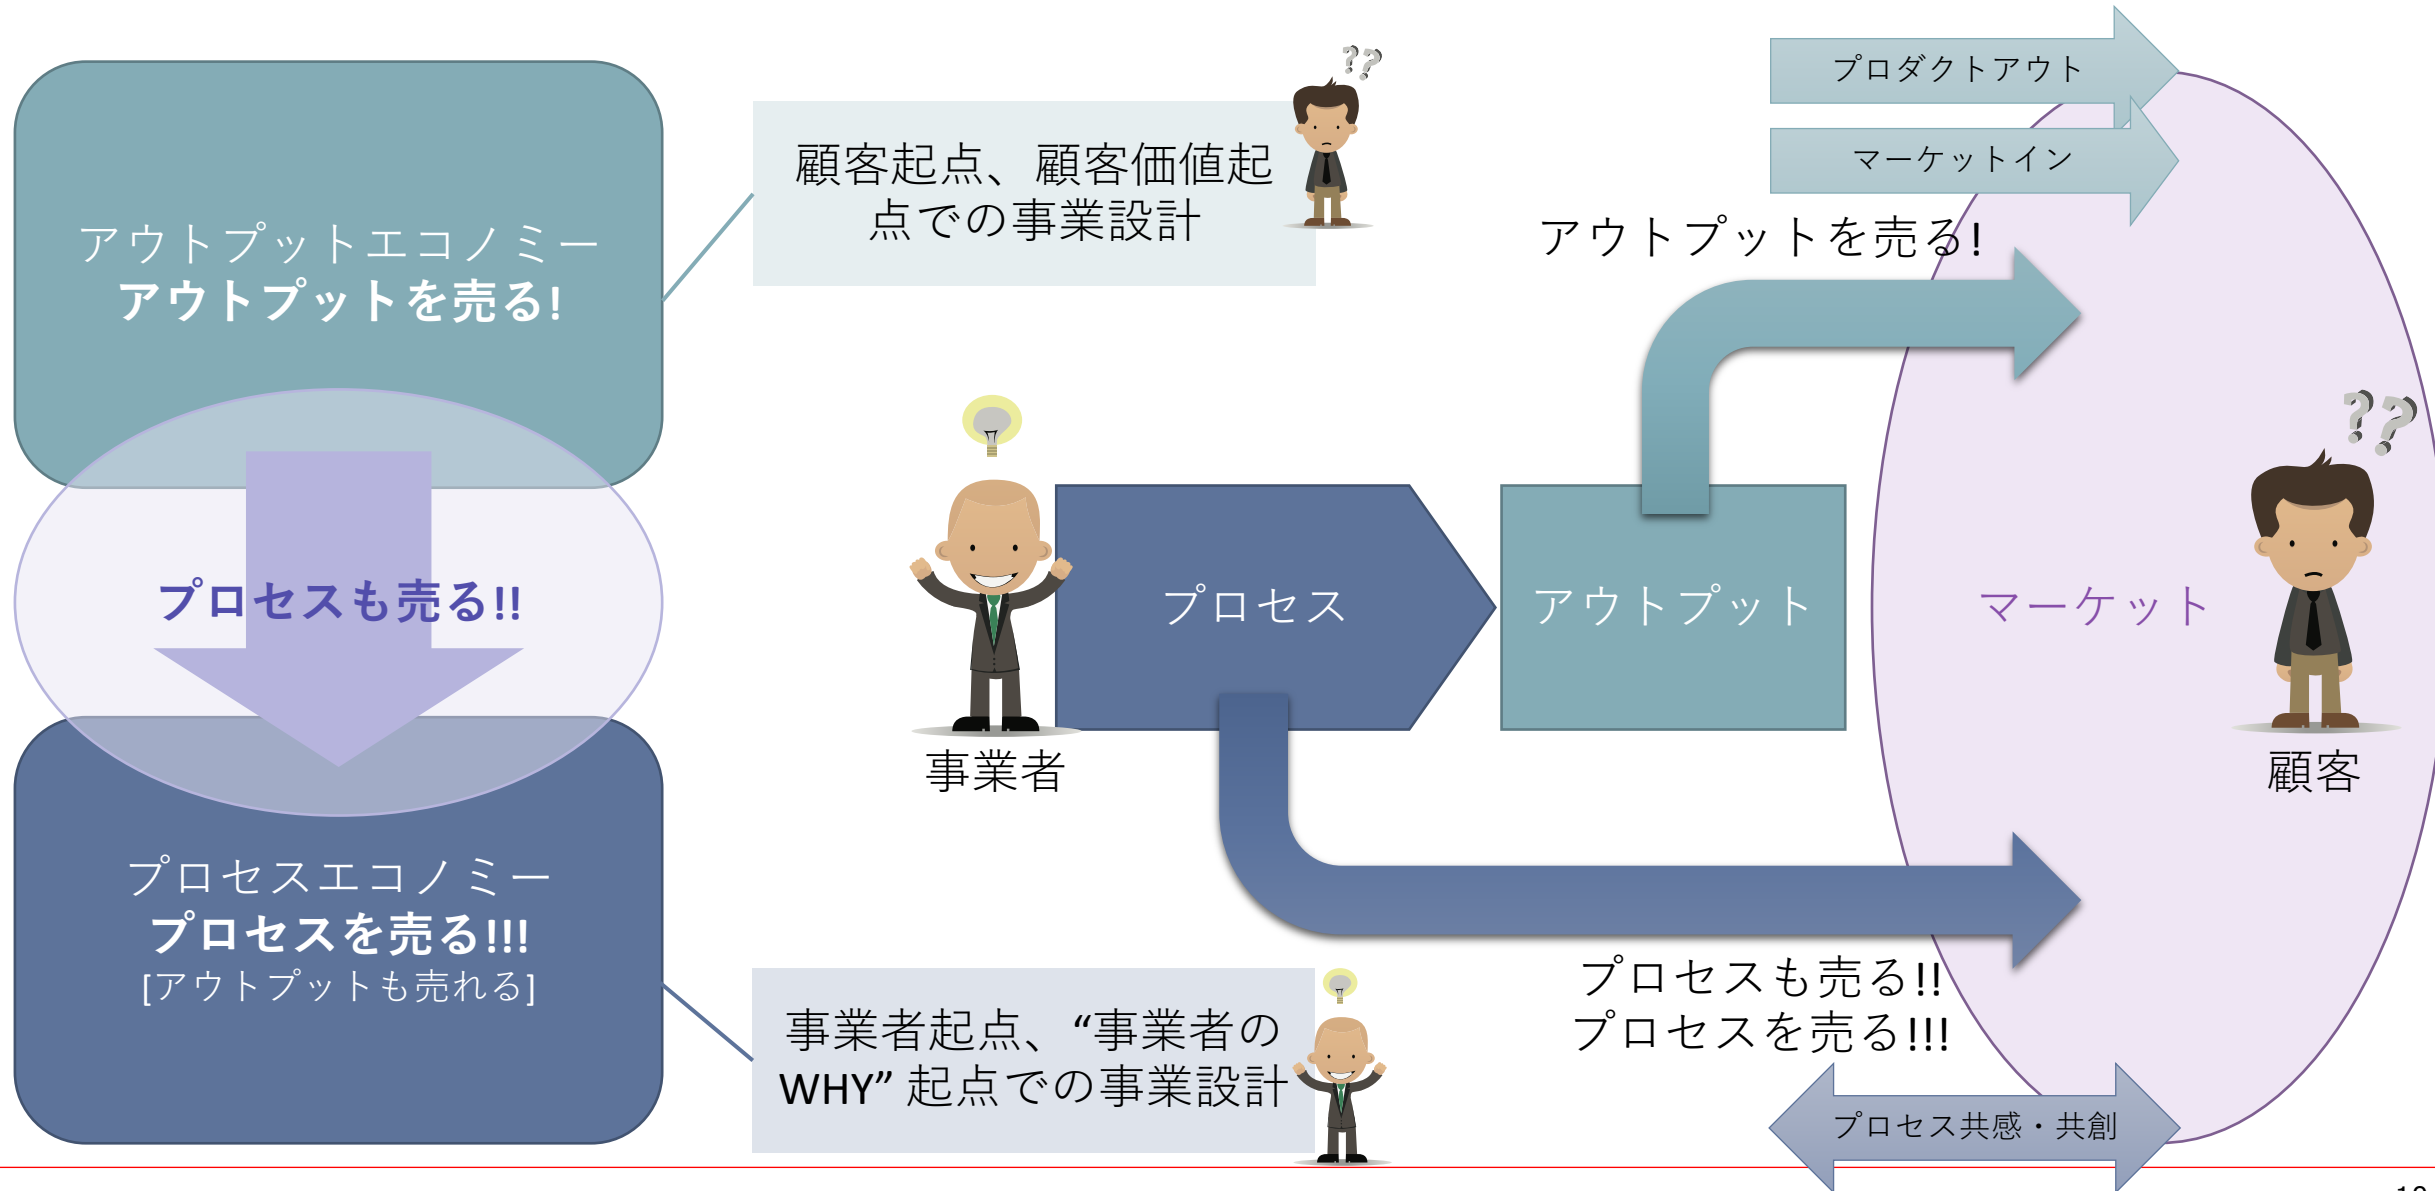 アウトプットエコノミー
アウトプットを売る!
プロセスも売る!!
プロセスエコノミー
プロセスを売る!!!
[アウトプットも売れる]
顧客起点、顧客価値起
点での事業設計
??
事業者
プロセス
アウトプット
アウトプットを売る!
プロダクトアウト
マーケットイン
マーケット
??
顧客
プロセスも売る!!
プロセスを売る!!!
プロセス共感・共創
事業者起点、“事業者の
WHY” 起点での事業設計